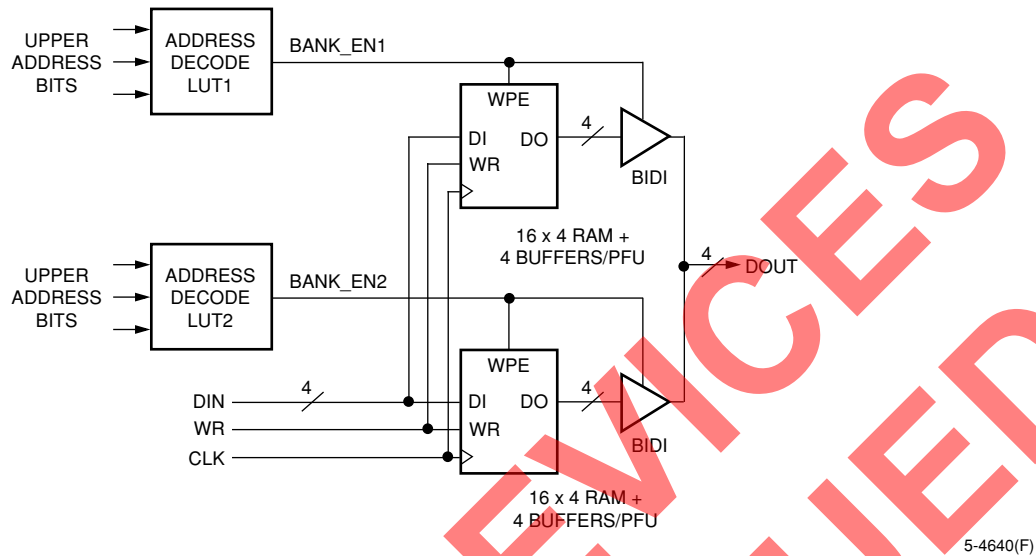 UPPER
ADDRESS
BITS
ADDRESS
DECODE
LUT1
BANK_EN1
WPE
DI
WR
DO
4
BIDI
16 x 4 RAM +
4 BUFFERS/PFU
UPPER
ADDRESS
BITS
ADDRESS
DECODE
LUT2
BANK_EN2
4
DOUT
WPE
DI
WR
DO
4
BIDI
DIN
4
WR
CLK
16 x 4 RAM +
4 BUFFERS/PFU
5-4640(F)
EVICES